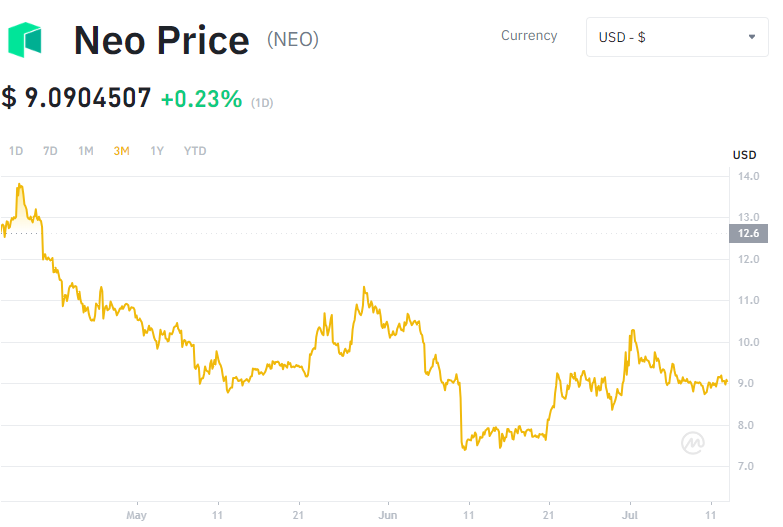 Neo Price (NEO)
Currency
USD - $
$ 9.0904507 +0.23% (1D)
1D 7D 1M 3M 1Y YTD
USD
14.0
13.0
12.6
12.0
11.0
10.0
9.0
8.0
7.0
May 11 21 Jun 11 21 Jul 11